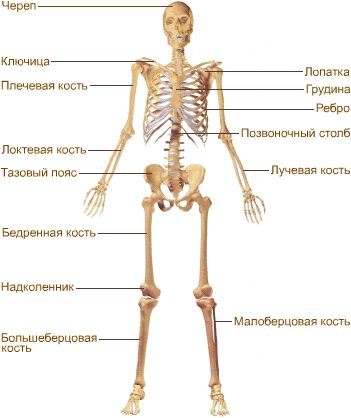 Череп
Ключица
Лопатка
Плечевая кость
Грудина
Ребро
Позвоночный столб
Локтевая кость
Тазовый пояс
Лучевая кость
Бедренная кость
Надколенник
Малоберцовая кость
Большеберцовая
кость